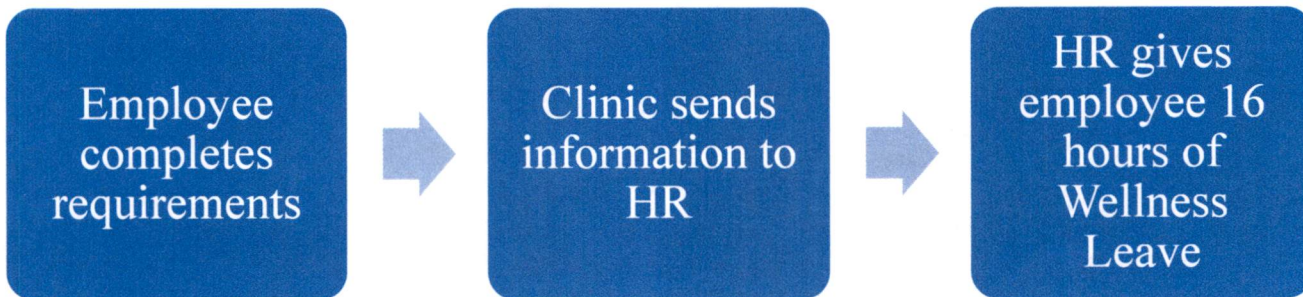 Employee
completes
requirements
Clinic sends
information to
HR
HR gives
employee 16
hours of
Wellness
Leave